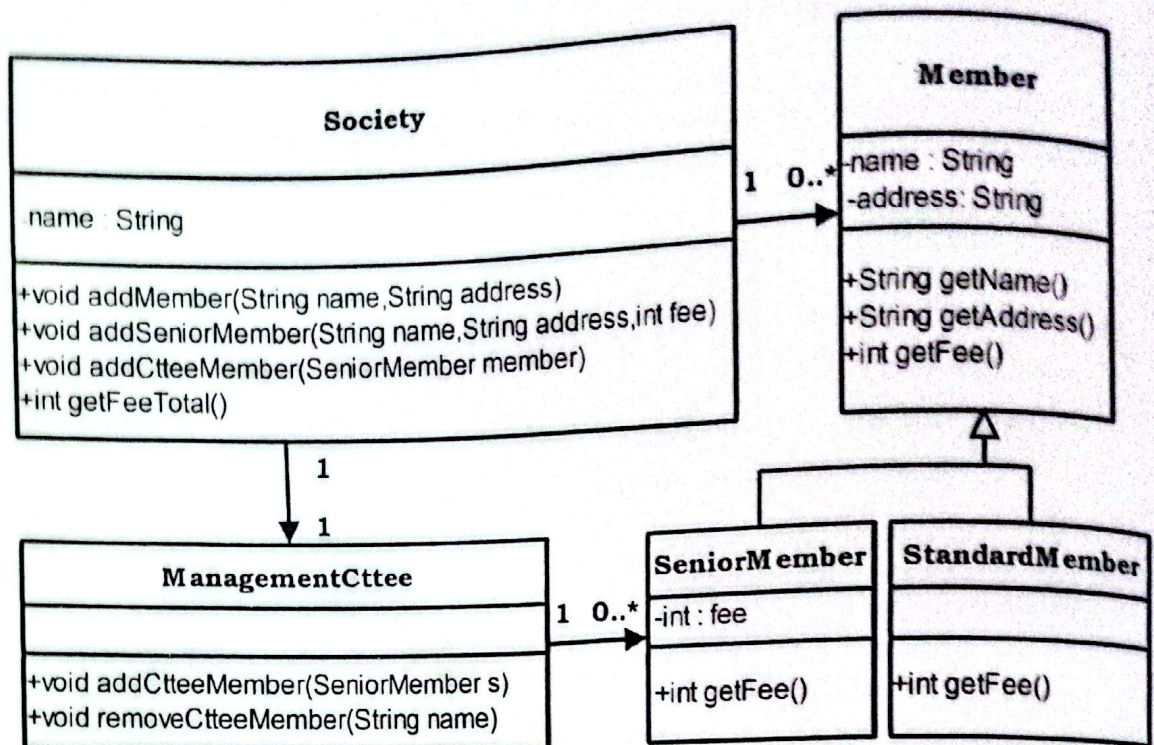 Society
-name : String
+void addMember(String name,String address)
+void addSeniorMember(String name,String address,int fee)
+void addCtteeMember(SeniorMember member)
+int getFeeTotal()
1 0..*
Member
-name : String
-address: String
+String getName()
+String getAddress()
+int getFee()
1
1
ManagementCttee
+void addCtteeMember(SeniorMember s)
+void removeCtteeMember(String name)
1 0..*
SeniorMember
-int : fee
+int getFee()
StandardMember
+int getFee()